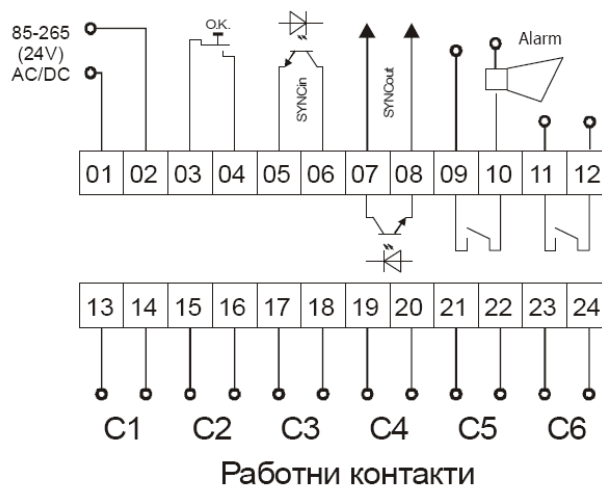 85-265
(24V)
AC/DC
O.K.
SYNCin
SYNCout
Alarm
01 02 03 04 05 06 07 08 09 10 11 12
13 14 15 16 17 18 19 20 21 22 23 24
C1 C2 C3 C4 C5 C6
Работни контакти